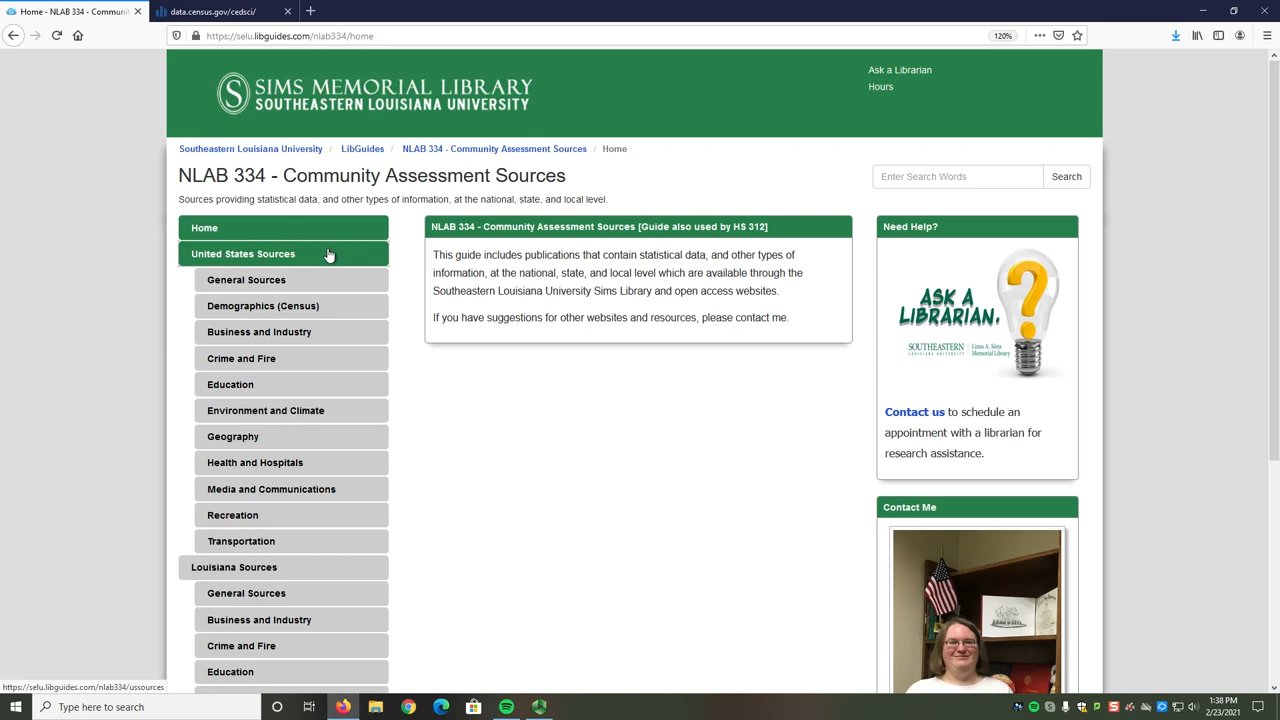 Home - NLAB 334 - Communit
data.census.gov/cedsci/
https://selu.libguides.com/nlab334/home
120%
SIMS MEMORIAL LIBRARY
SOUTHEASTERN LOUISIANA UNIVERSITY
Ask a Librarian
Hours
Southeastern Louisiana University / LibGuides / NLAB 334 - Community Assessment Sources / Home
NLAB 334 - Community Assessment Sources
Enter Search Words
Search
Sources providing statistical data, and other types of information, at the national, state, and local level.
Home
United States Sources
General Sources
Demographics (Census)
Business and Industry
Crime and Fire
Education
Environment and Climate
Geography
Health and Hospitals
Media and Communications
Recreation
Transportation
Louisiana Sources
General Sources
Business and Industry
Crime and Fire
Education
NLAB 334 - Community Assessment Sources [Guide also used by HS 312]
This guide includes publications that contain statistical data, and other types of
information, at the national, state, and local level which are available through the
Southeastern Louisiana University Sims Library and open access websites.
If you have suggestions for other websites and resources, please contact me.
Need Help?
ASK A
LIBRARIAN.
SOUTHEASTERN
LOUISIANA UNIVERSITY
Linus A. Sims
Memorial Library
Contact us to schedule an
appointment with a librarian for
research assistance.
Contact Me
https://selu.libguides.com/nlab334/ussources
Type here to search
1:38 PM
2/23/2021